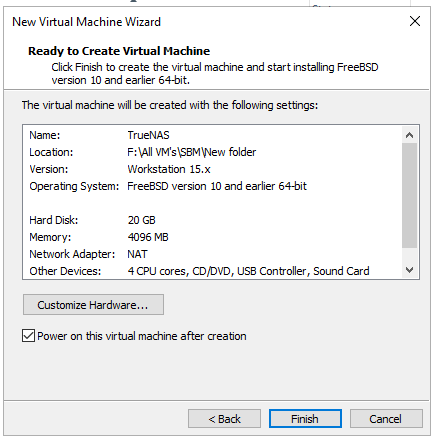 New Virtual Machine Wizard
Ready to Create Virtual Machine
Click Finish to create the virtual machine and start installing FreeBSD
version 10 and earlier 64-bit.
The virtual machine will be created with the following settings:
Name: TrueNAS
Location: F:\All VM's\SBM\New folder
Version: Workstation 15.x
Operating System: FreeBSD version 10 and earlier 64-bit
Hard Disk: 20 GB
Memory: 4096 MB
Network Adapter: NAT
Other Devices: 4 CPU cores, CD/DVD, USB Controller, Sound Card
Customize Hardware...
Power on this virtual machine after creation
< Back Finish Cancel